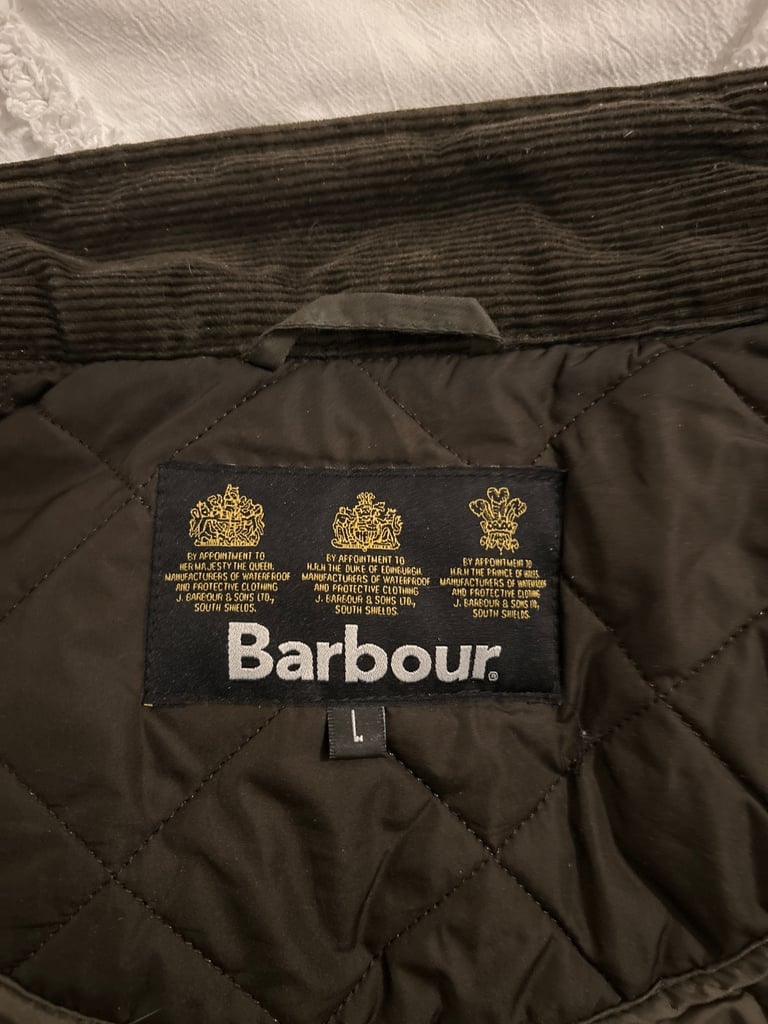 BY APPOINTMENT TO
HER MAJESTY THE QUEEN.
MANUFACTURERS OF WATERPROOF
AND PROTECTIVE CLOTHING
J. BARBOUR & SONS LTD.,
SOUTH SHIELDS.
BY APPOINTMENT TO
H.R.H THE DUKE OF EDINBURGH.
MANUFACTURERS OF WATERPROOF
AND PROTECTIVE CLOTHING
J. BARBOUR & SONS LTD.,
SOUTH SHIELDS.
BY APPOINTMENT TO
H.R.H THE PRINCE OF WALES.
MANUFACTURERS OF WATERPROOF
AND PROTECTIVE CLOTHING
J. BARBOUR & SONS LTD.,
SOUTH SHIELDS.
Barbour®
L